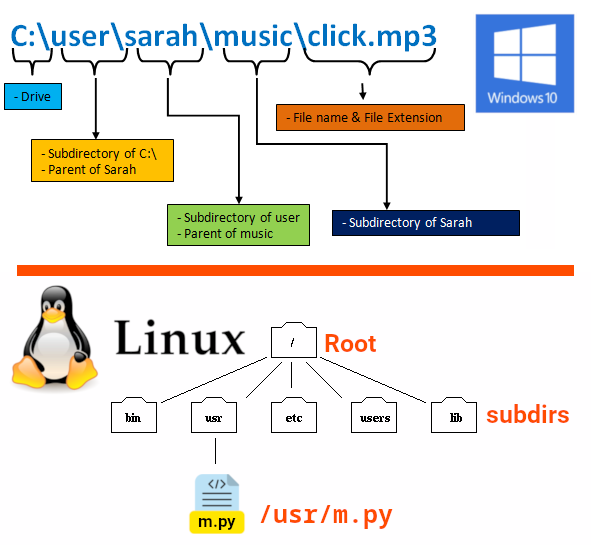 C:\user\sarah\music\click.mp3
Windows 10
- Drive
- File name & File Extension
- Subdirectory of C:\
- Parent of Sarah
- Subdirectory of user
- Parent of music
- Subdirectory of Sarah
Linux
/
Root
bin
usr
etc
users
lib
subdirs
</>
m.py
/usr/m.py